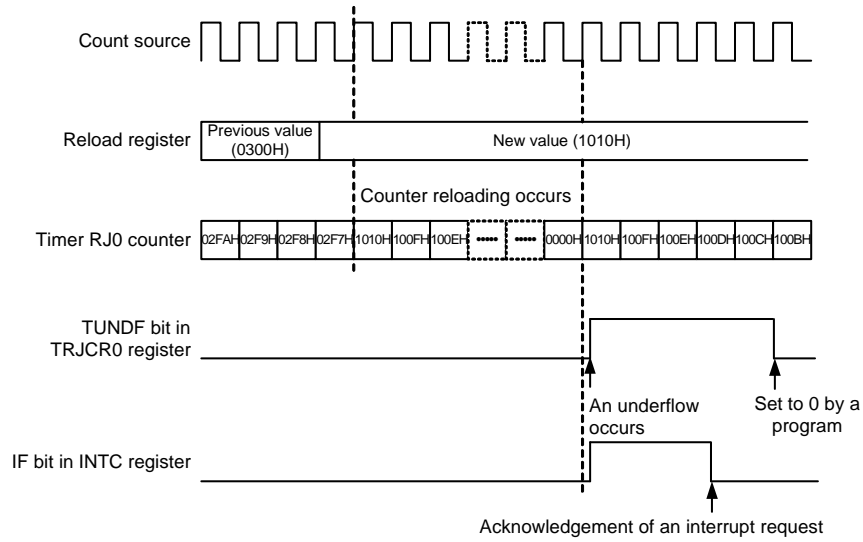 Count source
Reload register
Previous value
(0300H)
New value (1010H)
Counter reloading occurs
Timer RJ0 counter
02FAH 02F9H 02F8H 02F7H 1010H 100FH 100EH 0000H 1010H 100FH 100EH 100DH 100CH 100BH
TUNDF bit in
TRJCR0 register
An underflow
occurs
Set to 0 by a
program
IF bit in INTC register
Acknowledgement of an interrupt request